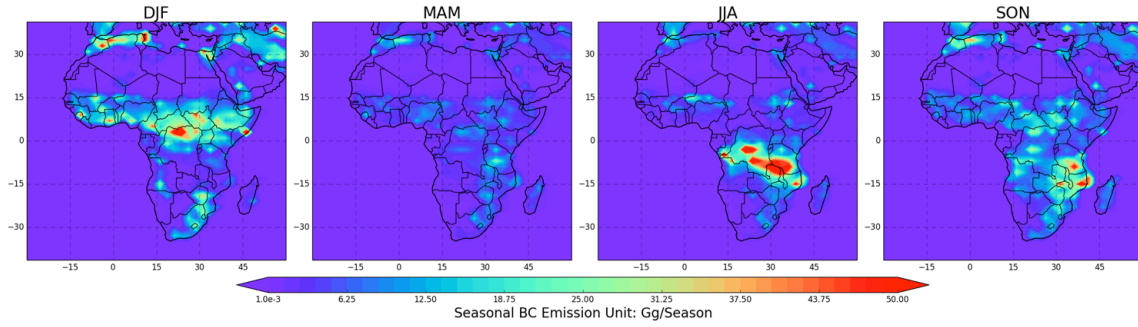 DJF MAM JJA SON
30 30 30 30
15 15 15 15
0 0 0 0
−15 −15 −15 −15
−30 −30 −30 −30
−15 0 15 30 45 −15 0 15 30 45 −15 0 15 30 45 −15 0 15 30 45
1.0e-3 6.25 12.50 18.75 25.00 31.25 37.50 43.75 50.00
Seasonal BC Emission Unit: Gg/Season